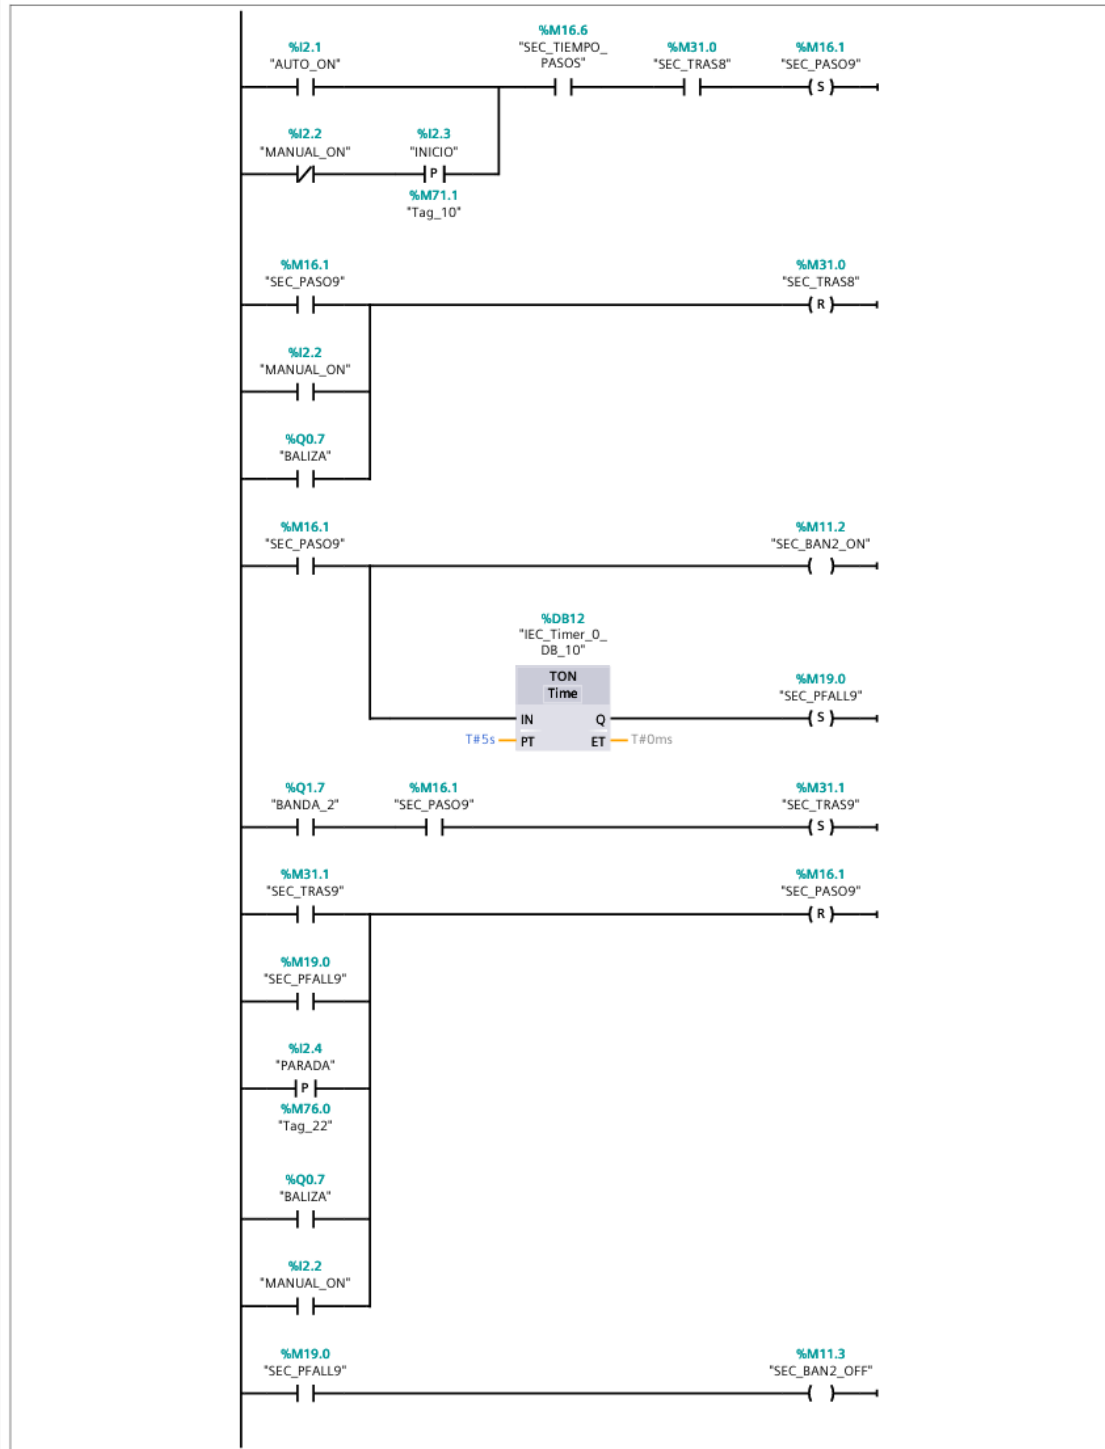 %M16.6
%I2.1 "SEC_TIEMPO_ %M31.0 %M16.1
"AUTO_ON" PASOS" "SEC_TRAS8" "SEC_PASO9"
S
%I2.2 %I2.3
"MANUAL_ON" "INICIO"
P
%M71.1
"Tag_10"
%M16.1 %M31.0
"SEC_PASO9" "SEC_TRAS8"
R
%I2.2
"MANUAL_ON"
%Q0.7
"BALIZA"
%M16.1 %M11.2
"SEC_PASO9" "SEC_BAN2_ON"
%DB12
"IEC_Timer_0_
DB_10"
TON
Time
%M19.0
"SEC_PFALL9"
IN Q S
T#5s PT ET T#0ms
%Q1.7 %M16.1 %M31.1
"BANDA_2" "SEC_PASO9" "SEC_TRAS9"
S
%M31.1 %M16.1
"SEC_TRAS9" "SEC_PASO9"
R
%M19.0
"SEC_PFALL9"
%I2.4
"PARADA"
P
%M76.0
"Tag_22"
%Q0.7
"BALIZA"
%I2.2
"MANUAL_ON"
%M19.0 %M11.3
"SEC_PFALL9" "SEC_BAN2_OFF"